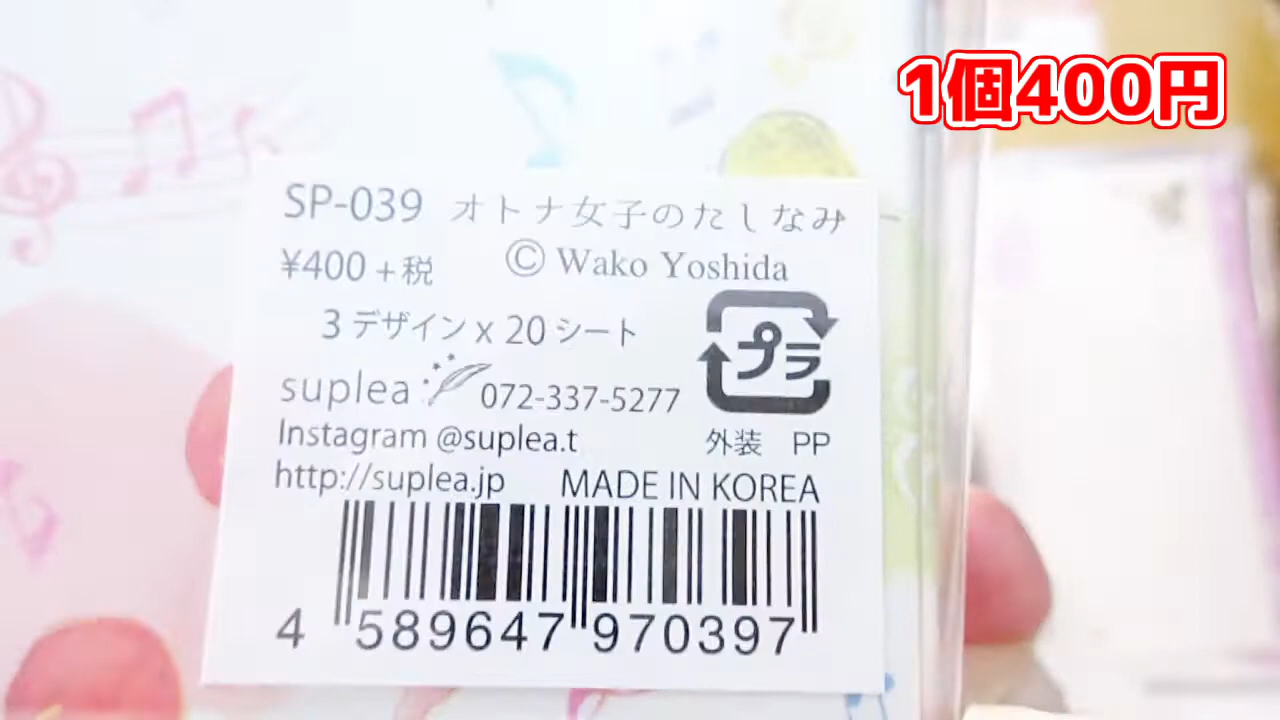 1個400円
SP-039 オトナ女子のたしなみ
¥400+税 © Wako Yoshida
3デザイン x 20シート
プラ
suplea 072-337-5277
Instagram @suplea.t 外装 PP
http://suplea.jp MADE IN KOREA
4 589647 970397